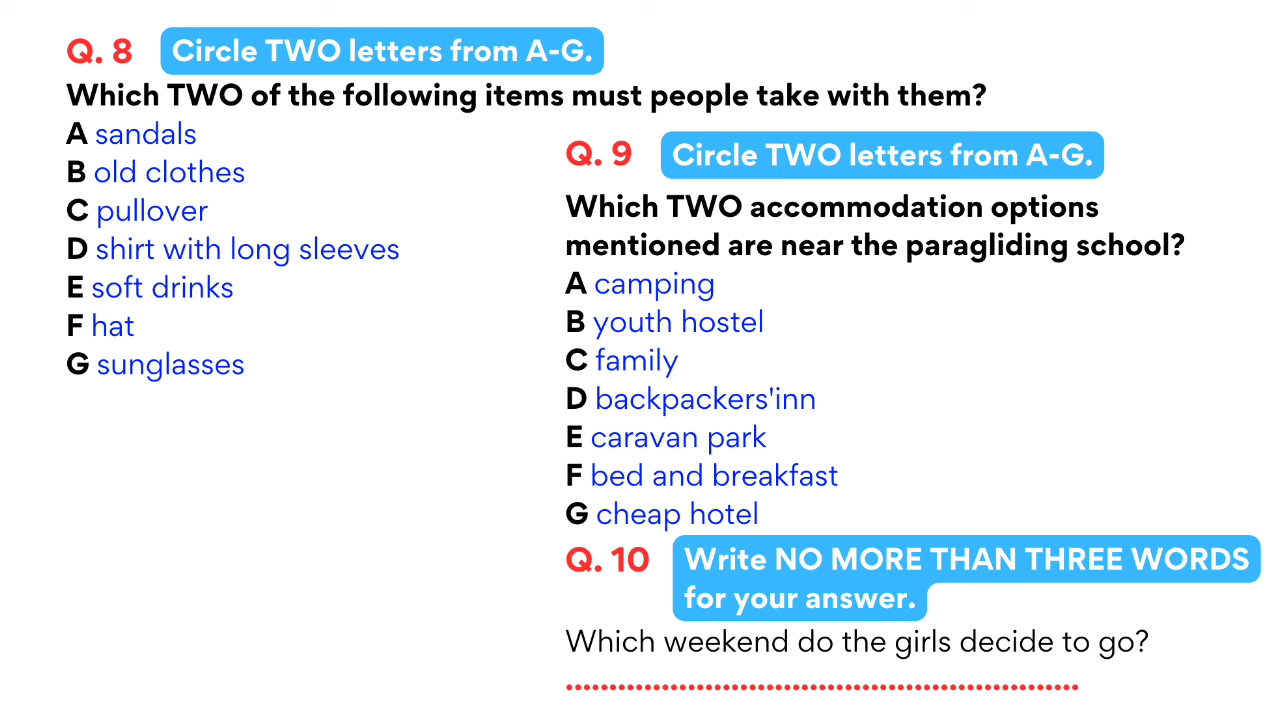 Q. 8 Circle TWO letters from A-G.
Which TWO of the following items must people take with them?
A sandals
B old clothes
C pullover
D shirt with long sleeves
E soft drinks
F hat
G sunglasses
Q. 9 Circle TWO letters from A-G.
Which TWO accommodation options
mentioned are near the paragliding school?
A camping
B youth hostel
C family
D backpackers'inn
E caravan park
F bed and breakfast
G cheap hotel
Q. 10 Write NO MORE THAN THREE WORDS
for your answer.
Which weekend do the girls decide to go?